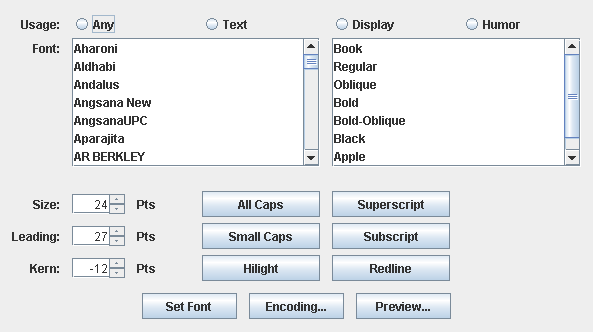 Usage: Any Text Display Humor
Font: Aharoni Book
Aldhabi Regular
Andalus Oblique
Angsana New Bold
AngsanaUPC Bold-Oblique
Aparajita Black
AR BERKLEY Apple
Size: 24 Pts All Caps Superscript
Leading: 27 Pts Small Caps Subscript
Kern: -12 Pts Hilight Redline
Set Font Encoding... Preview...